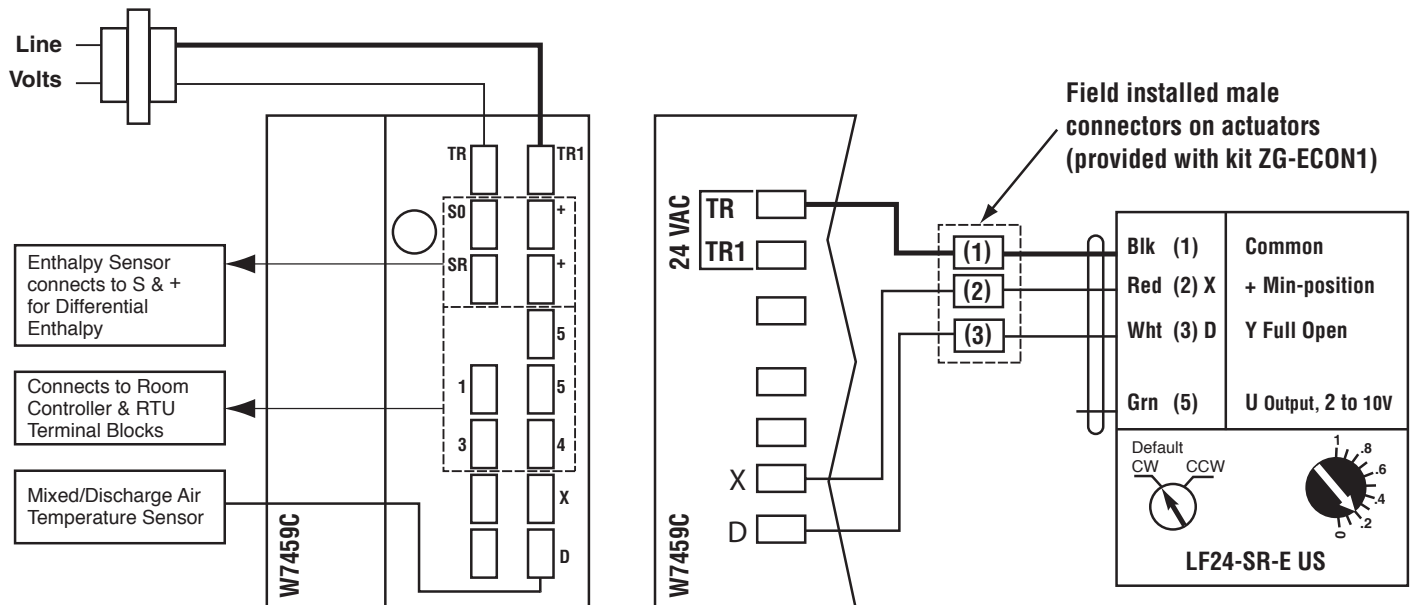 Line
Volts
TR
TR1
S0
+
SR
+
5
1
5
3
4
X
D
W7459C
Enthalpy Sensor
connects to S & +
for Differential
Enthalpy
Connects to Room
Controller & RTU
Terminal Blocks
Mixed/Discharge Air
Temperature Sensor
24 VAC
TR
TR1
X
D
W7459C
Field installed male
connectors on actuators
(provided with kit ZG-ECON1)
(1)
(2)
(3)
Blk (1) Common
Red (2) X + Min-position
Wht (3) D Y Full Open
Grn (5) U Output, 2 to 10V
Default
CW CCW
1
.8
.6
.4
.2
0
LF24-SR-E US